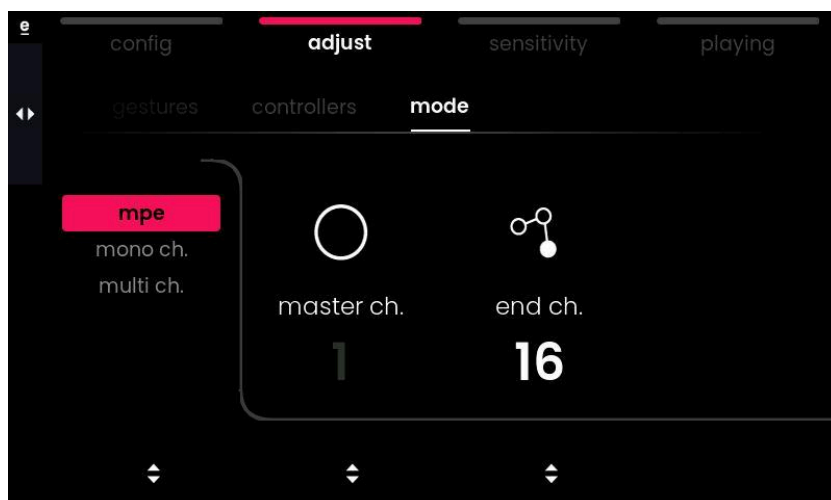 e
config adjust sensitivity playing
gestures controllers mode
mpe
mono ch.
multi ch.
master ch. end ch.
1 16